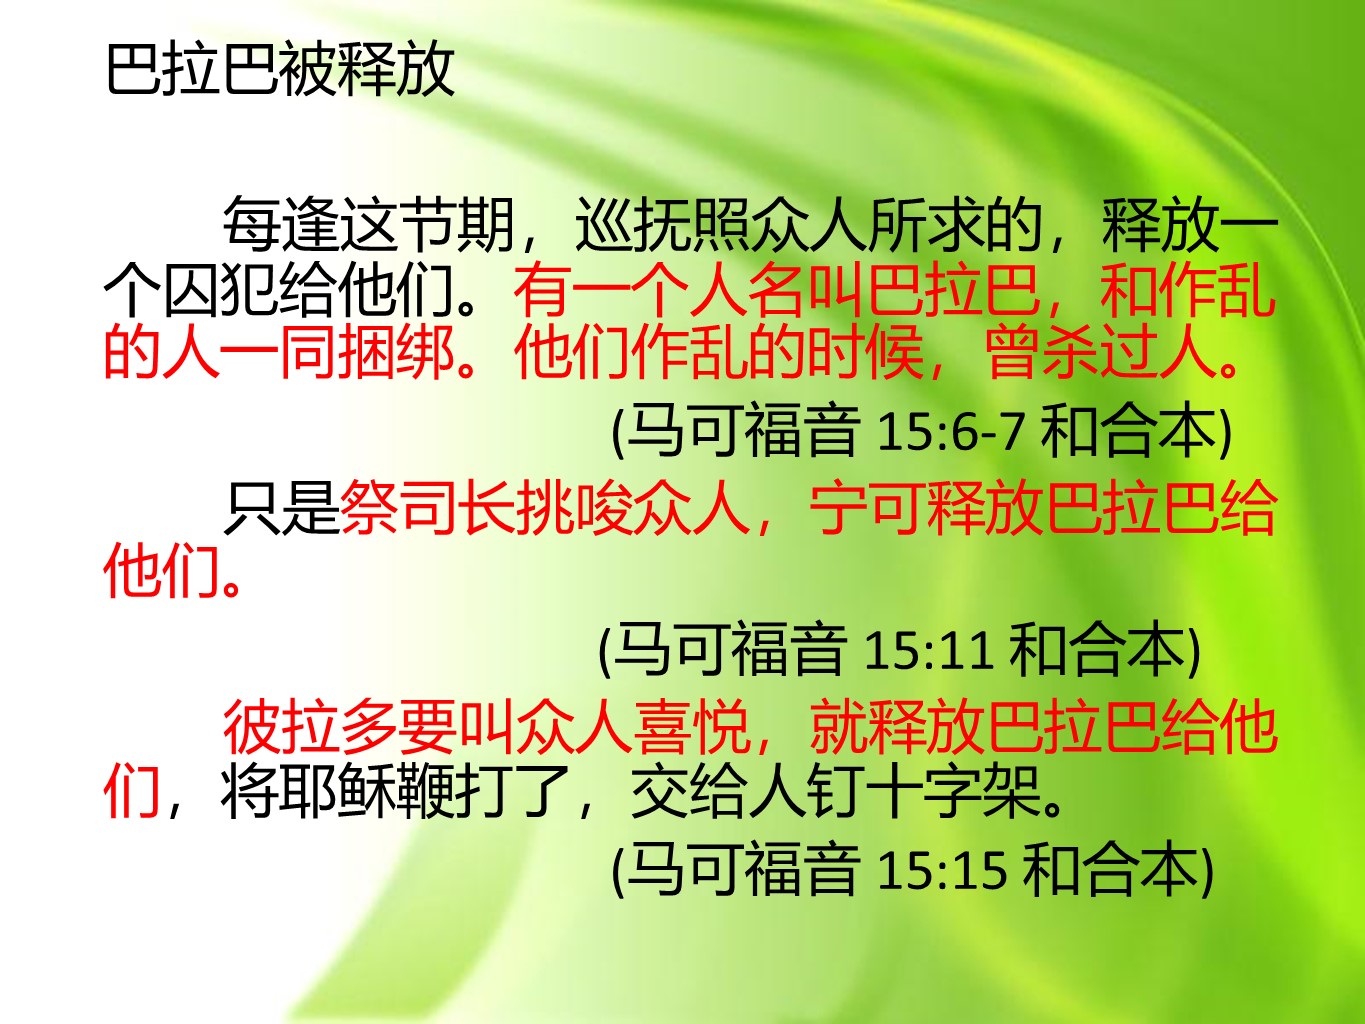 巴拉巴被释放
每逢这节期，巡抚照众人所求的，释放一
个囚犯给他们。有一个人名叫巴拉巴，和作乱
的人一同捆绑。他们作乱的时候，曾杀过人。
(马可福音 15:6-7 和合本)
只是祭司长挑唆众人，宁可释放巴拉巴给
他们。
(马可福音 15:11 和合本)
彼拉多要叫众人喜悦，就释放巴拉巴给他
们，将耶稣鞭打了，交给人钉十字架。
(马可福音 15:15 和合本)